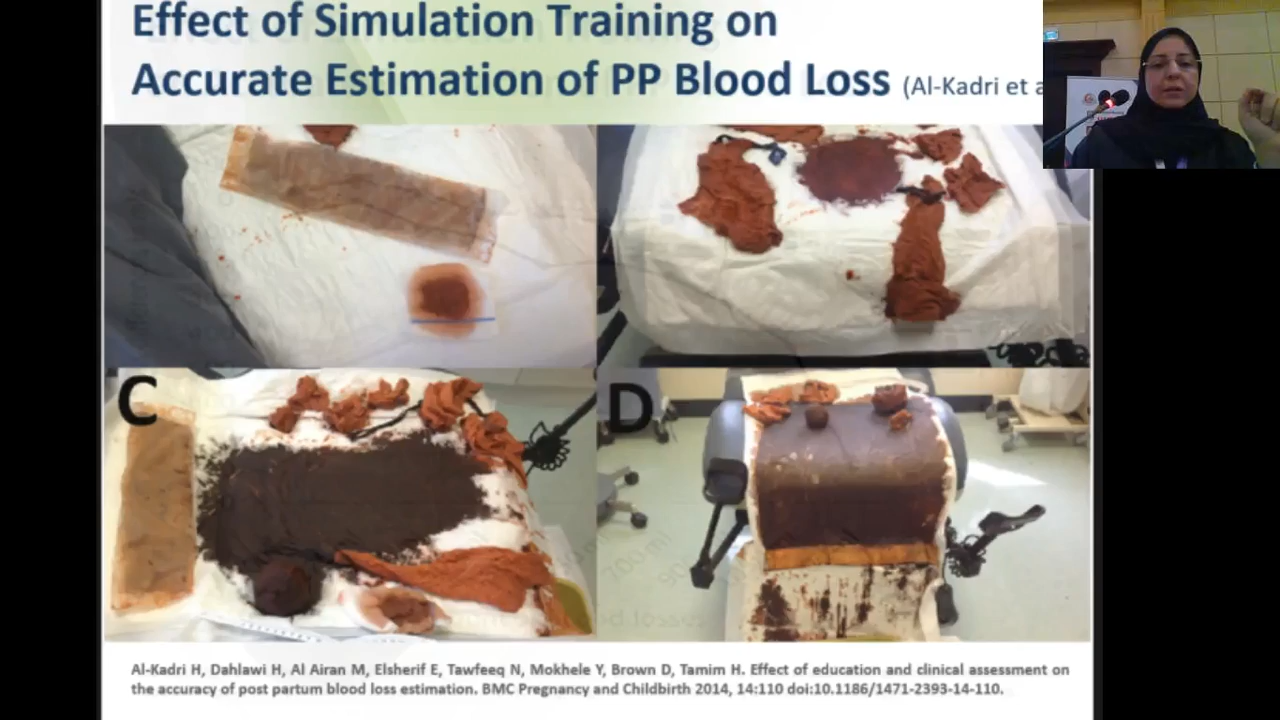 Effect of Simulation Training on
Accurate Estimation of PP Blood Loss (Al-Kadri et a
C
D
Al-Kadri H, Dahlawi H, Al Airan M, Elsherif E, Tawfeeq N, Mokhele Y, Brown D, Tamim H. Effect of education and clinical assessment on
the accuracy of post partum blood loss estimation. BMC Pregnancy and Childbirth 2014, 14:110 doi:10.1186/1471-2393-14-110.